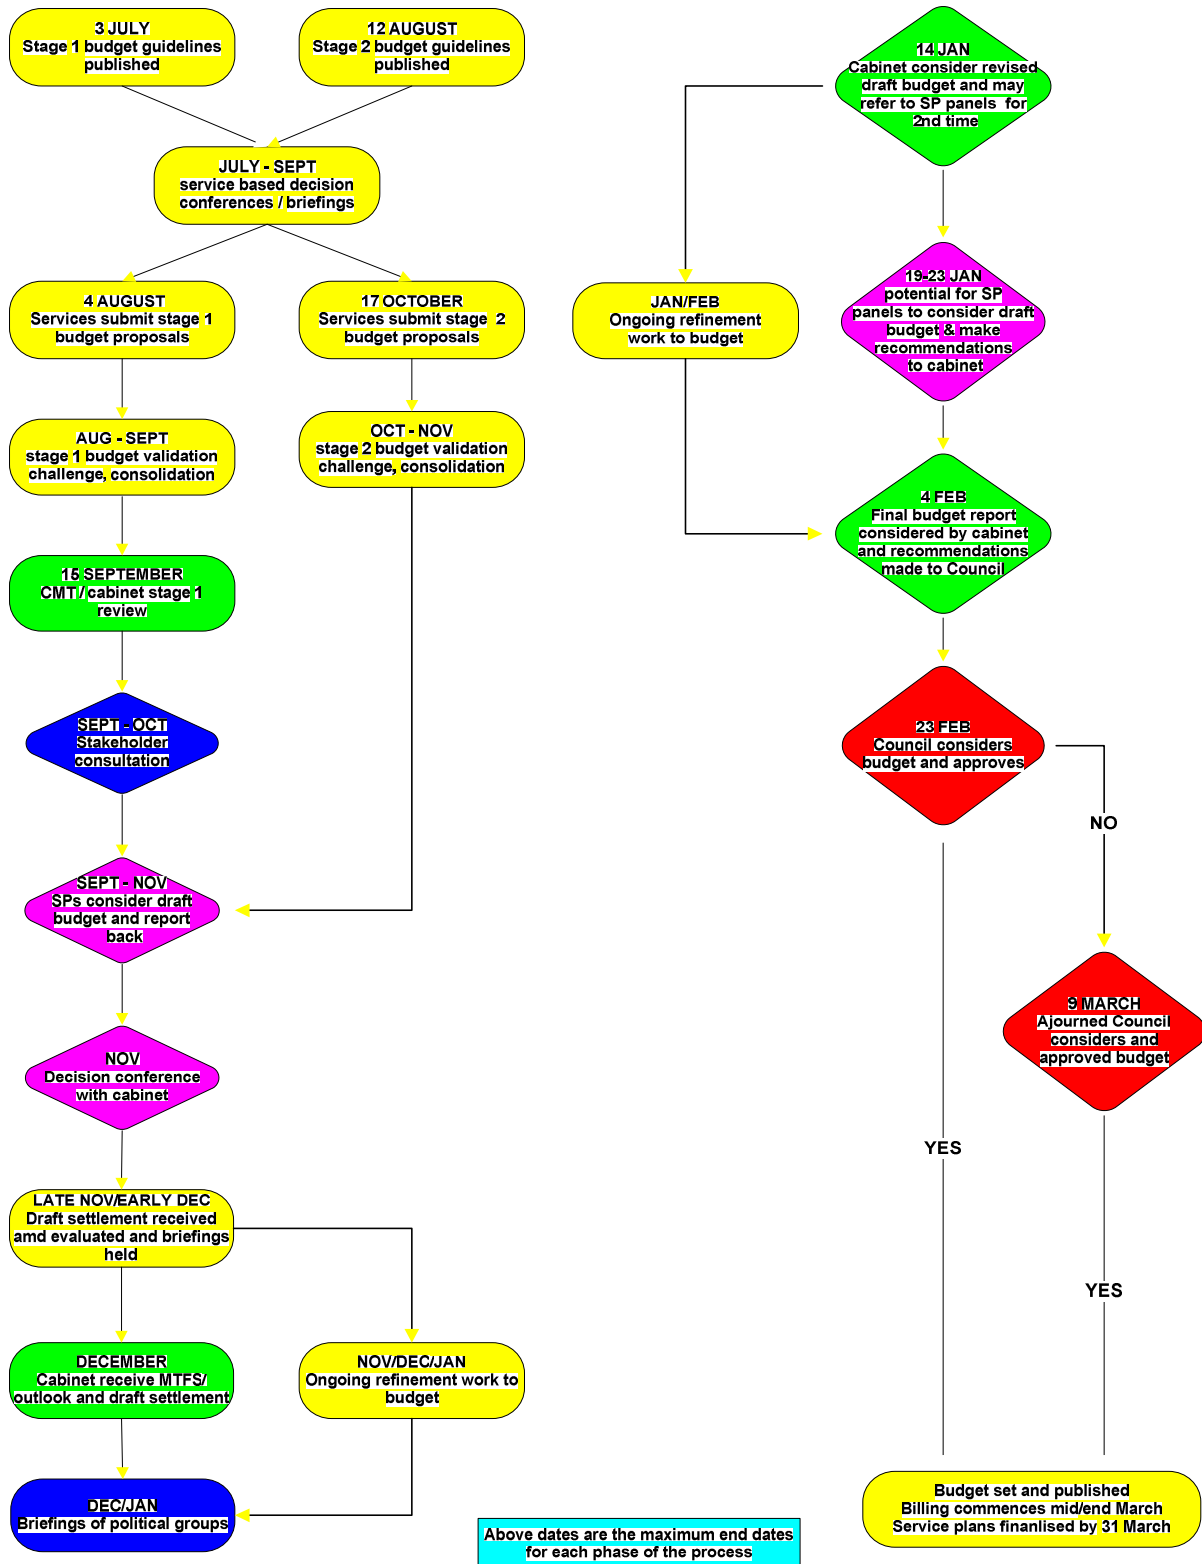 3 JULY
Stage 1 budget guidelines
published
12 AUGUST
Stage 2 budget guidelines
published
JULY - SEPT
service based decision
conferences / briefings
4 AUGUST
Services submit stage 1
budget proposals
17 OCTOBER
Services submit stage 2
budget proposals
AUG - SEPT
stage 1 budget validation
challenge, consolidation
OCT - NOV
stage 2 budget validation
challenge, consolidation
15 SEPTEMBER
CMT / cabinet stage 1
review
SEPT - OCT
Stakeholder
consultation
SEPT - NOV
SPs consider draft
budget and report
back
NOV
Decision conference
with cabinet
LATE NOV/EARLY DEC
Draft settlement received
amd evaluated and briefings
held
DECEMBER
Cabinet receive MTFS/
outlook and draft settlement
NOV/DEC/JAN
Ongoing refinement work to
budget
DEC/JAN
Briefings of political groups
14 JAN
Cabinet consider revised
draft budget and may
refer to SP panels for
2nd time
JAN/FEB
Ongoing refinement
work to budget
19-23 JAN
potential for SP
panels to consider draft
budget & make
recommendations
to cabinet
4 FEB
Final budget report
considered by cabinet
and recommendations
made to Council
23 FEB
Council considers
budget and approves
NO
9 MARCH
Ajourned Council
considers and
approved budget
YES
YES
Budget set and published
Billing commences mid/end March
Service plans finanlised by 31 March
Above dates are the maximum end dates
for each phase of the process